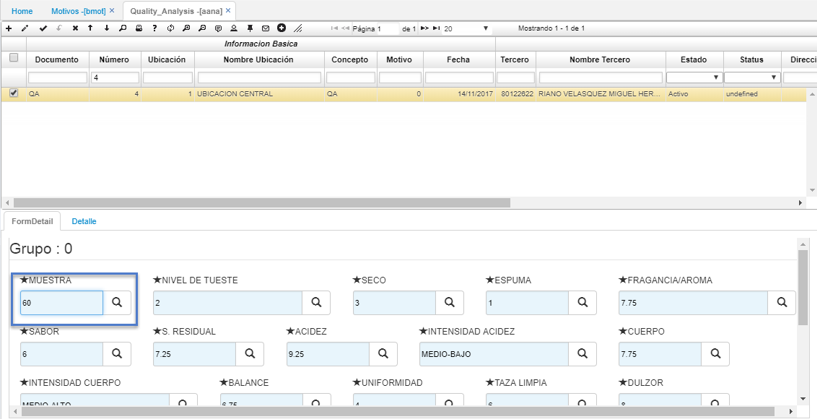 Home Motivos -[bmot] × Quality_Analysis -[aana] ×
Página 1 de 1 20 Mostrando 1 - 1 de 1
Informacion Basica
Documento Número Ubicación Nombre Ubicación Concepto Motivo Fecha Tercero Nombre Tercero Estado Status Direcci
4
QA 4 1 UBICACION CENTRAL QA 0 14/11/2017 80122622 RIANO VELASQUEZ MIGUEL HER... Activo undefined
FormDetail Detalle
Grupo : 0
★MUESTRA ★NIVEL DE TUESTE ★SECO ★ESPUMA ★FRAGANCIA/AROMA
60 2 3 1 7.75
★SABOR ★S. RESIDUAL ★ACIDEZ ★INTENSIDAD ACIDEZ ★CUERPO
6 7.25 9.25 MEDIO-BAJO 7.75
★INTENSIDAD CUERPO ★BALANCE ★UNIFORMIDAD ★TAZA LIMPIA ★DULZOR
MEDIO-ALTO 6.75 4 6 8